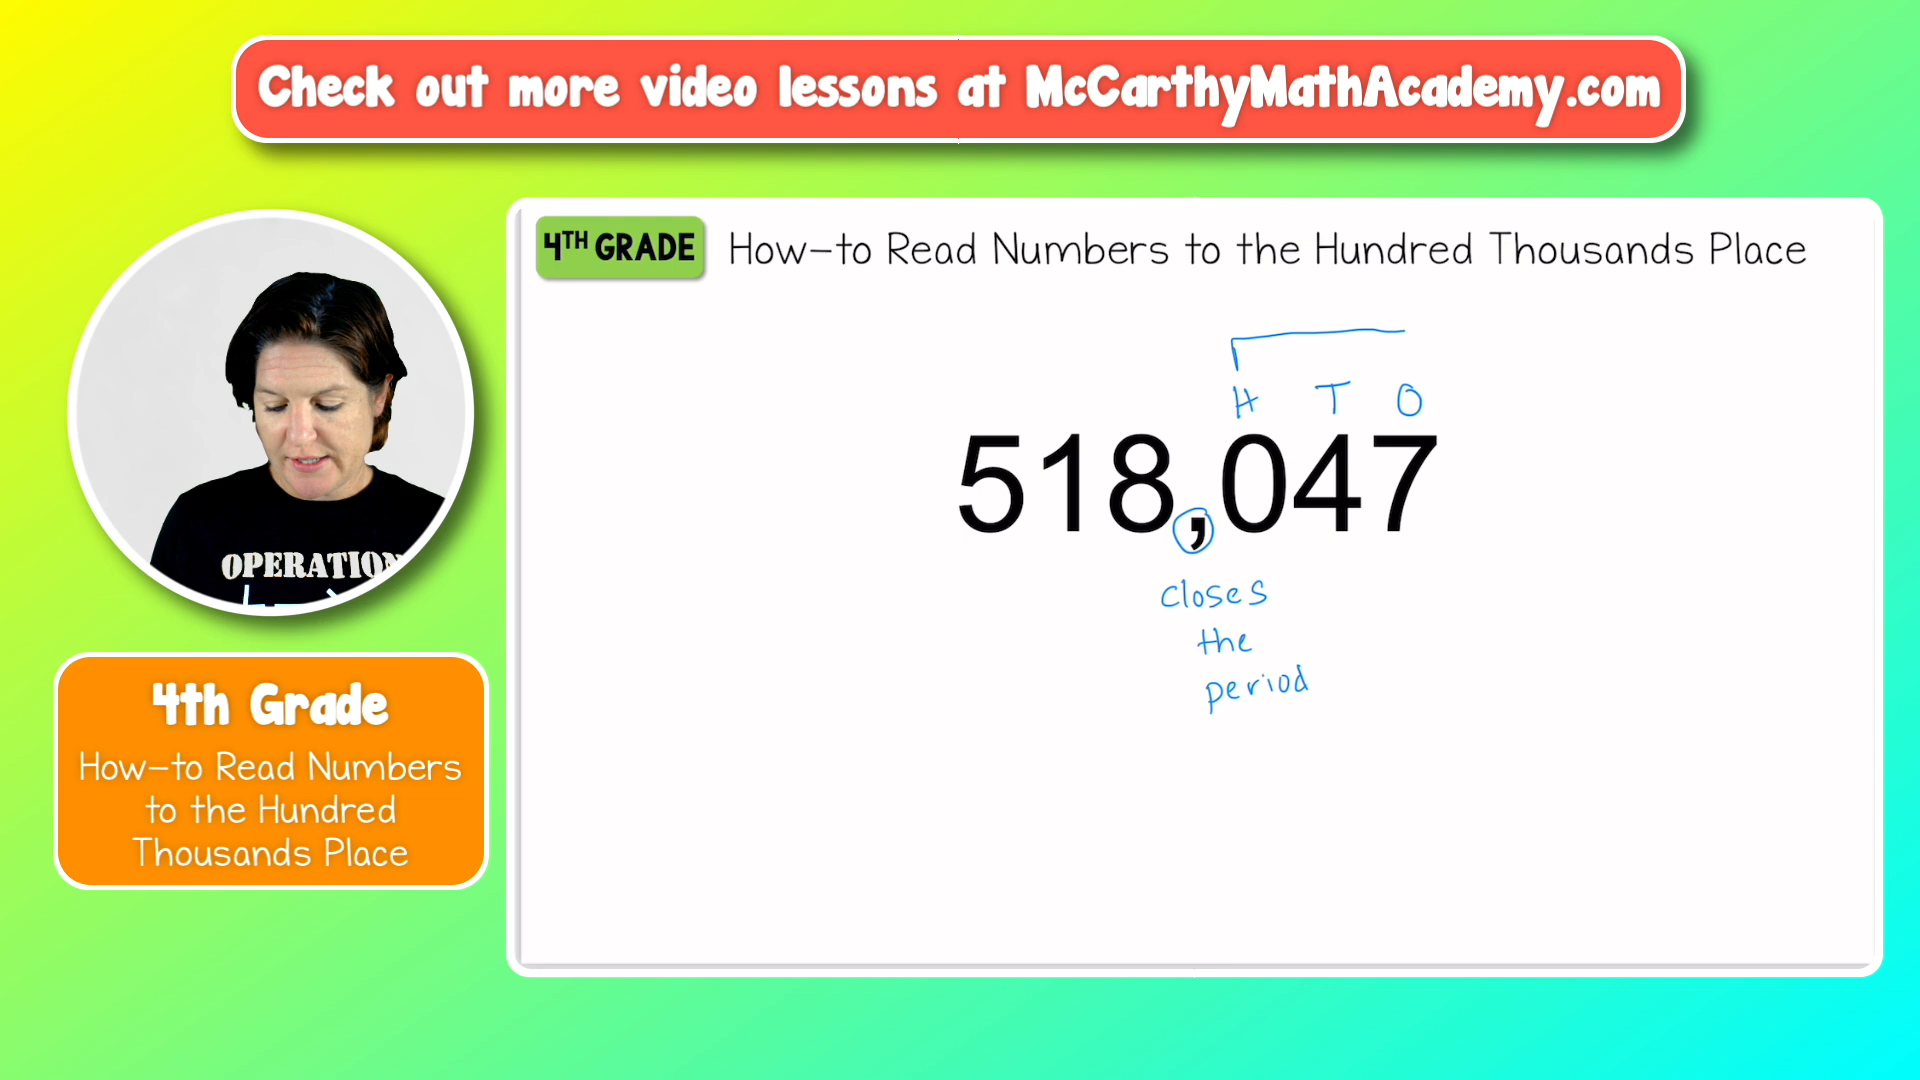 Check out more video lessons at McCarthyMathAcademy.com
4TH GRADE How-to Read Numbers to the Hundred Thousands Place
H T O
518,047
closes
the
period
OPERATION
4th Grade
How-to Read Numbers
to the Hundred
Thousands Place